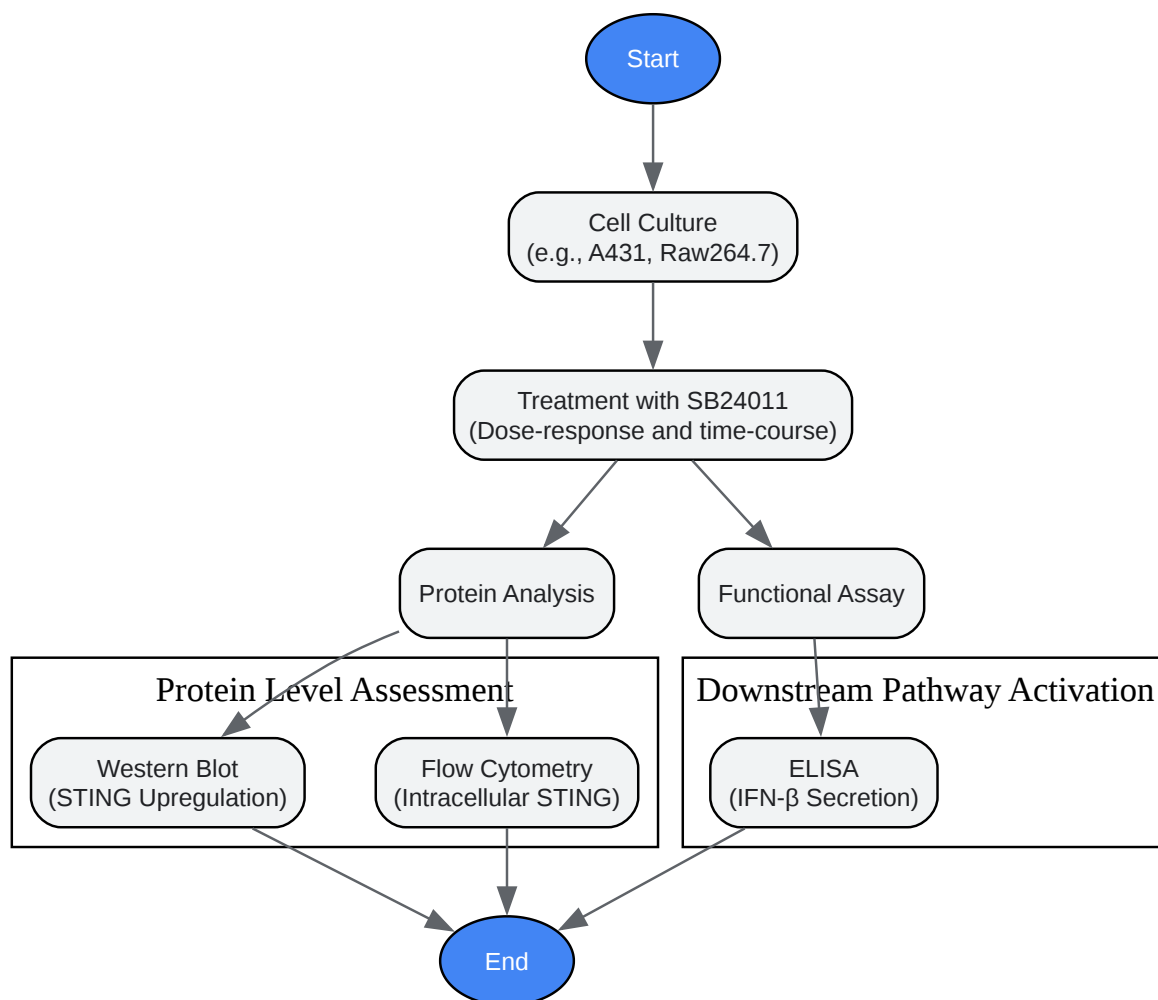 Start
Cell Culture
(e.g., A431, Raw264.7)
Treatment with SB24011
(Dose-response and time-course)
Protein Analysis
Functional Assay
Protein Level Assessment
Downstream Pathway Activation
Western Blot
(STING Upregulation)
Flow Cytometry
(Intracellular STING)
ELISA
(IFN-β Secretion)
End